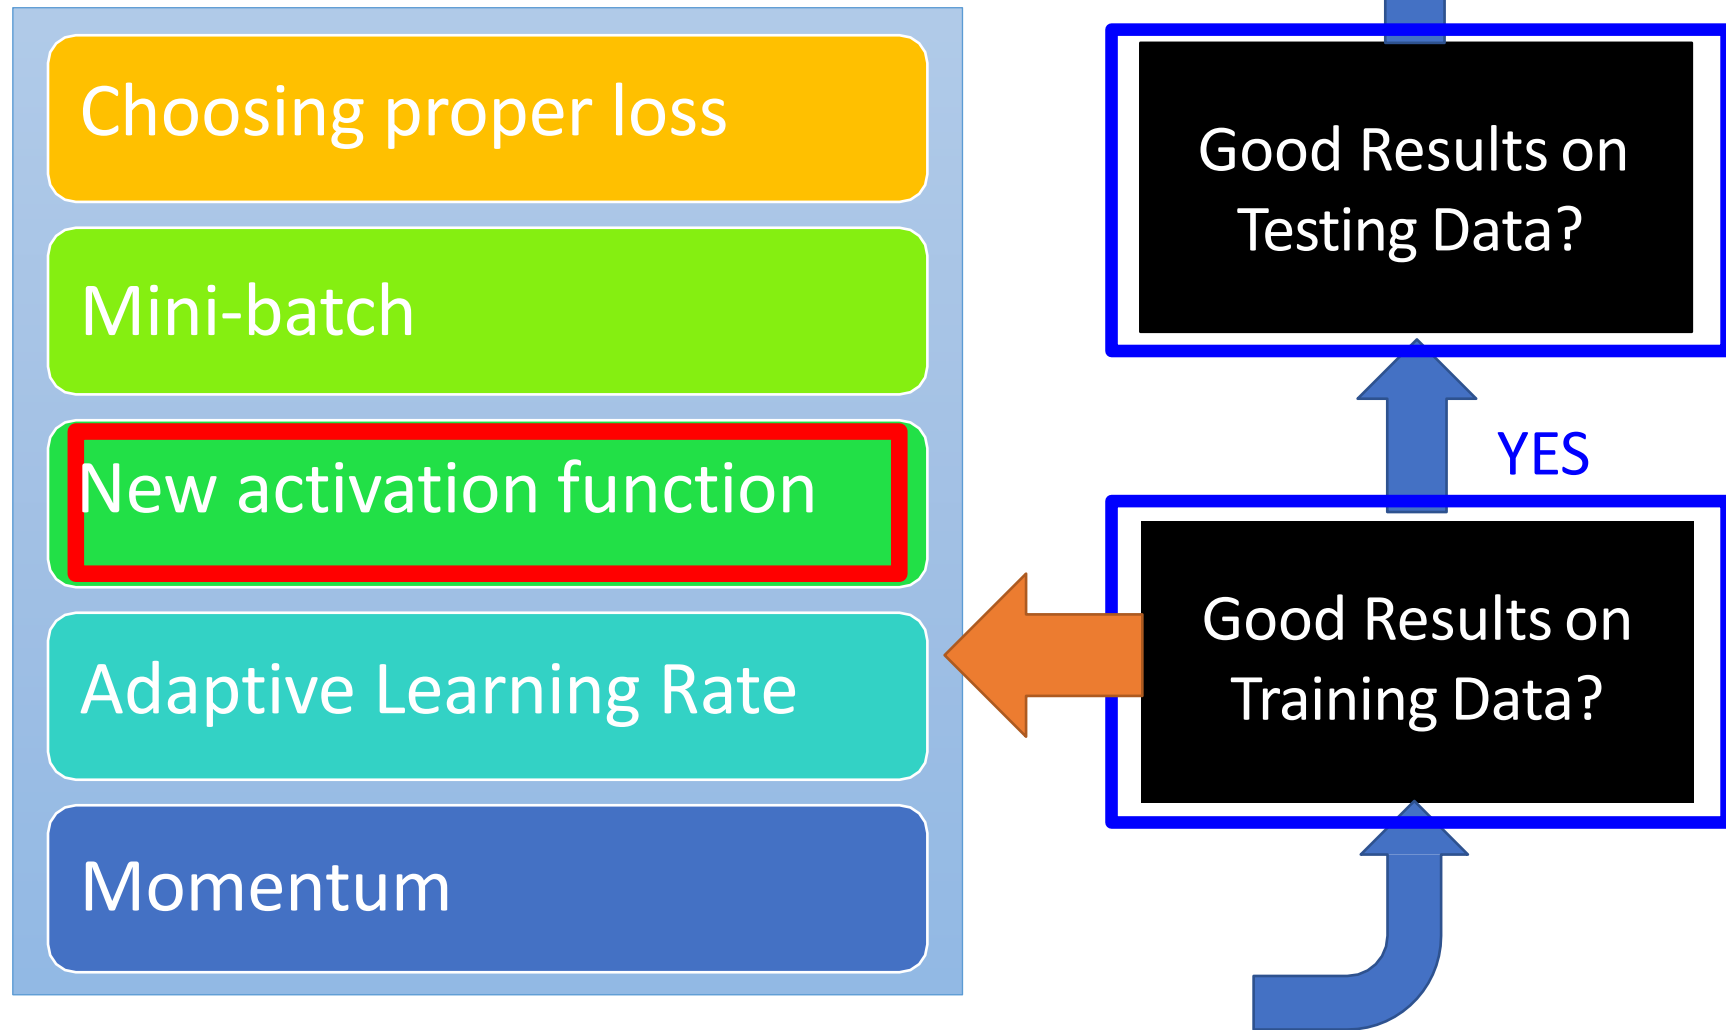 Choosing proper loss
Mini-batch
New activation function
Adaptive Learning Rate
Momentum
Good Results on
Testing Data?
YES
Good Results on
Training Data?